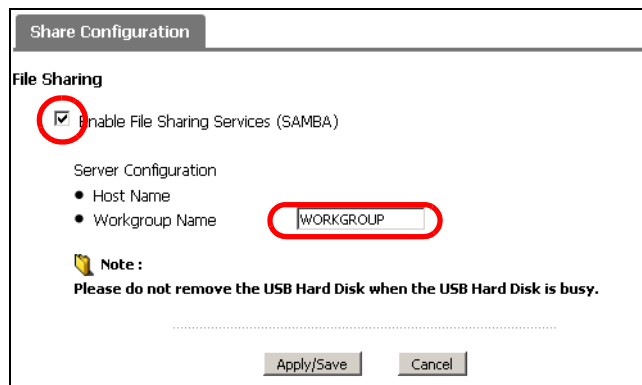 Share Configuration
File Sharing
Enable File Sharing Services (SAMBA)
Server Configuration
• Host Name
• Workgroup Name WORKGROUP
Note :
Please do not remove the USB Hard Disk when the USB Hard Disk is busy.
Apply/Save Cancel